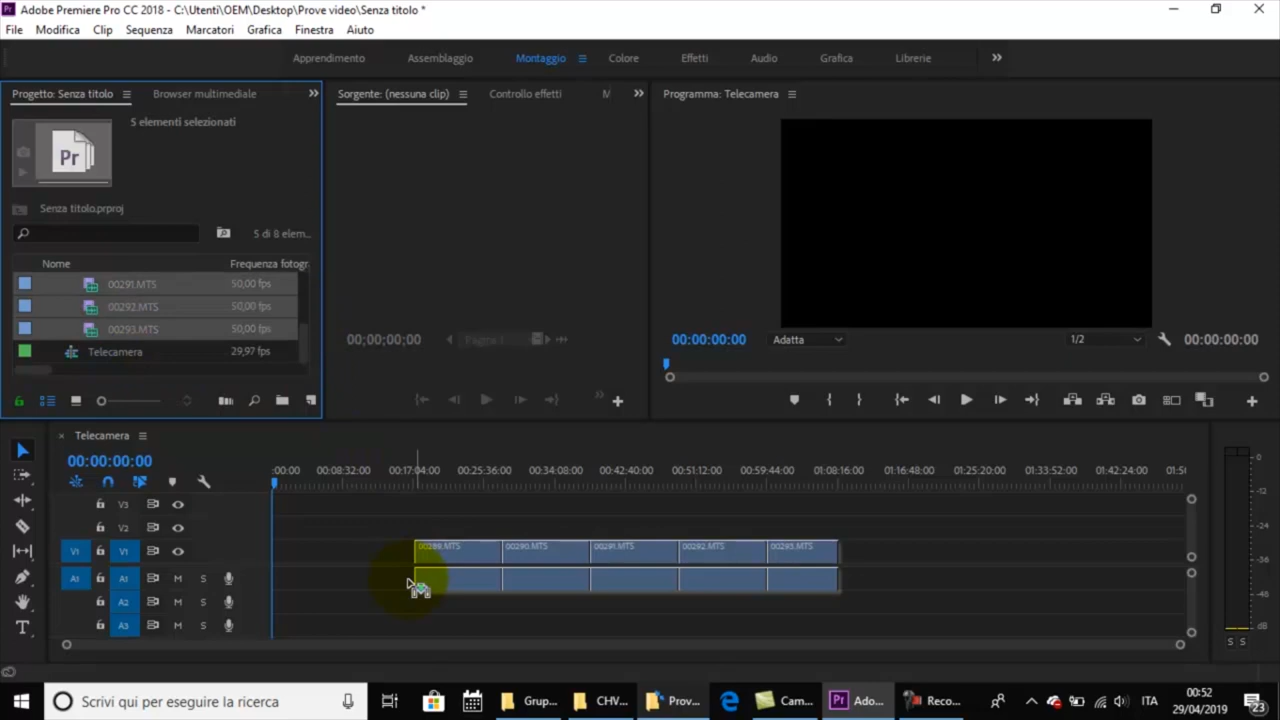 Adobe Premiere Pro CC 2018 - C:\Utenti\OEM\Desktop\Prove video\Senza titolo *
File Modifica Clip Sequenza Marcatori Grafica Finestra Aiuto
Apprendimento Assemblaggio Montaggio Colore Effetti Audio Grafica Librerie
Progetto: Senza titolo Browser multimediale
Sorgente: (nessuna clip) Controllo effetti M
Programma: Telecamera
5 elementi selezionati
Pr
Senza titolo.prproj
5 di 8 elem...
Nome Frequenza fotogr
00291.MTS 50,00 fps
00292.MTS 50,00 fps
00293.MTS 50,00 fps
Telecamera 29,97 fps
00;00;00;00 Pagina 1
00:00:00:00 Adatta 1/2 00:00:00:00
Telecamera
00:00:00:00
:00:00 00:08:32:00 00:17:04:00 00:25:36:00 00:34:08:00 00:42:40:00 00:51:12:00 00:59:44:00 01:08:16:00 01:16:48:00 01:25:20:00 01:33:52:00 01:42:24:00 01:50
V3
V2
V1 V1 00289.MTS 00290.MTS 00291.MTS 00292.MTS 00293.MTS
A1 A1 M S
A2 M S
A3 M S
0
-12
-24
-36
-48
dB
S S
Scrivi qui per eseguire la ricerca
Grup... CHV... Prov... Cam... Ado... Reco...
ITA 00:52
29/04/2019 23